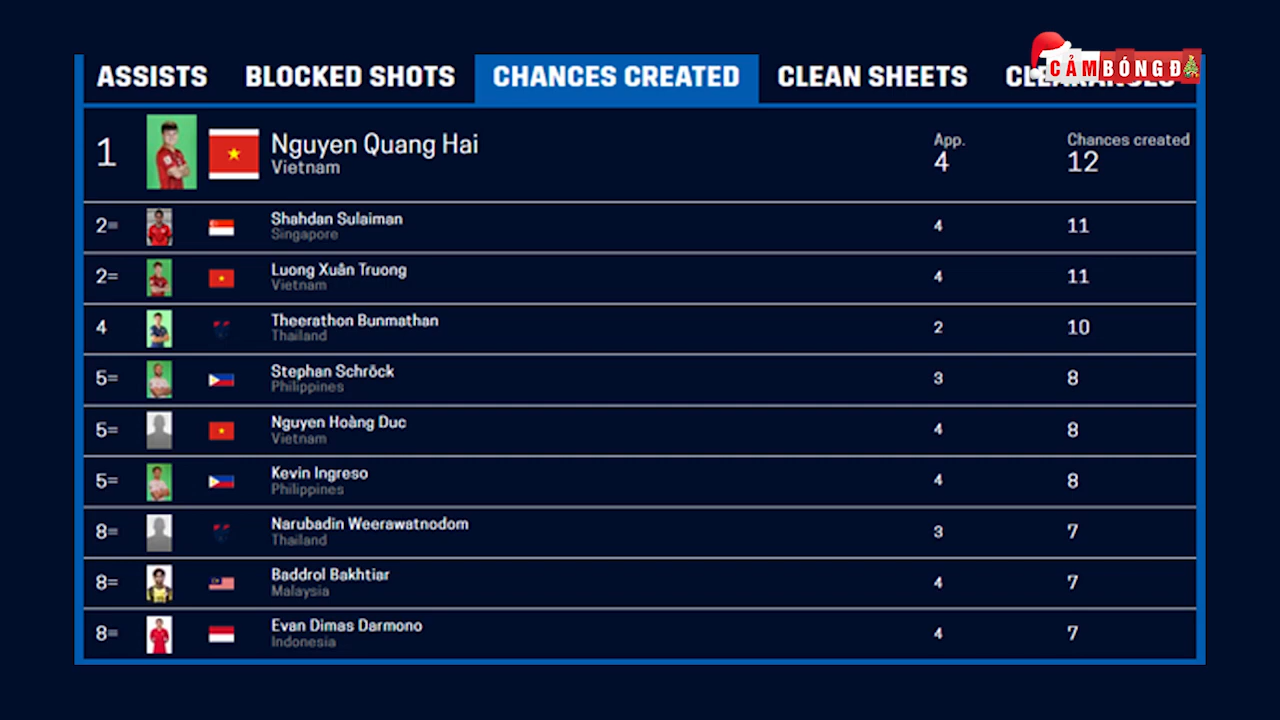 ASSISTS BLOCKED SHOTS CHANCES CREATED CLEAN SHEETS CLEARANCES
CẢMBÓNGĐÁ
1 Nguyen Quang Hai App. Chances created
Vietnam 4 12
2= Shahdan Sulaiman 4 11
Singapore
2= Luong Xuân Truong 4 11
Vietnam
4 Theerathon Bunmathan 2 10
Thailand
5= Stephan Schröck 3 8
Philippines
5= Nguyen Hoàng Duc 4 8
Vietnam
5= Kevin Ingreso 4 8
Philippines
8= Narubadin Weerawatnodom 3 7
Thailand
8= Baddrol Bakhtiar 4 7
Malaysia
8= Evan Dimas Darmono 4 7
Indonesia